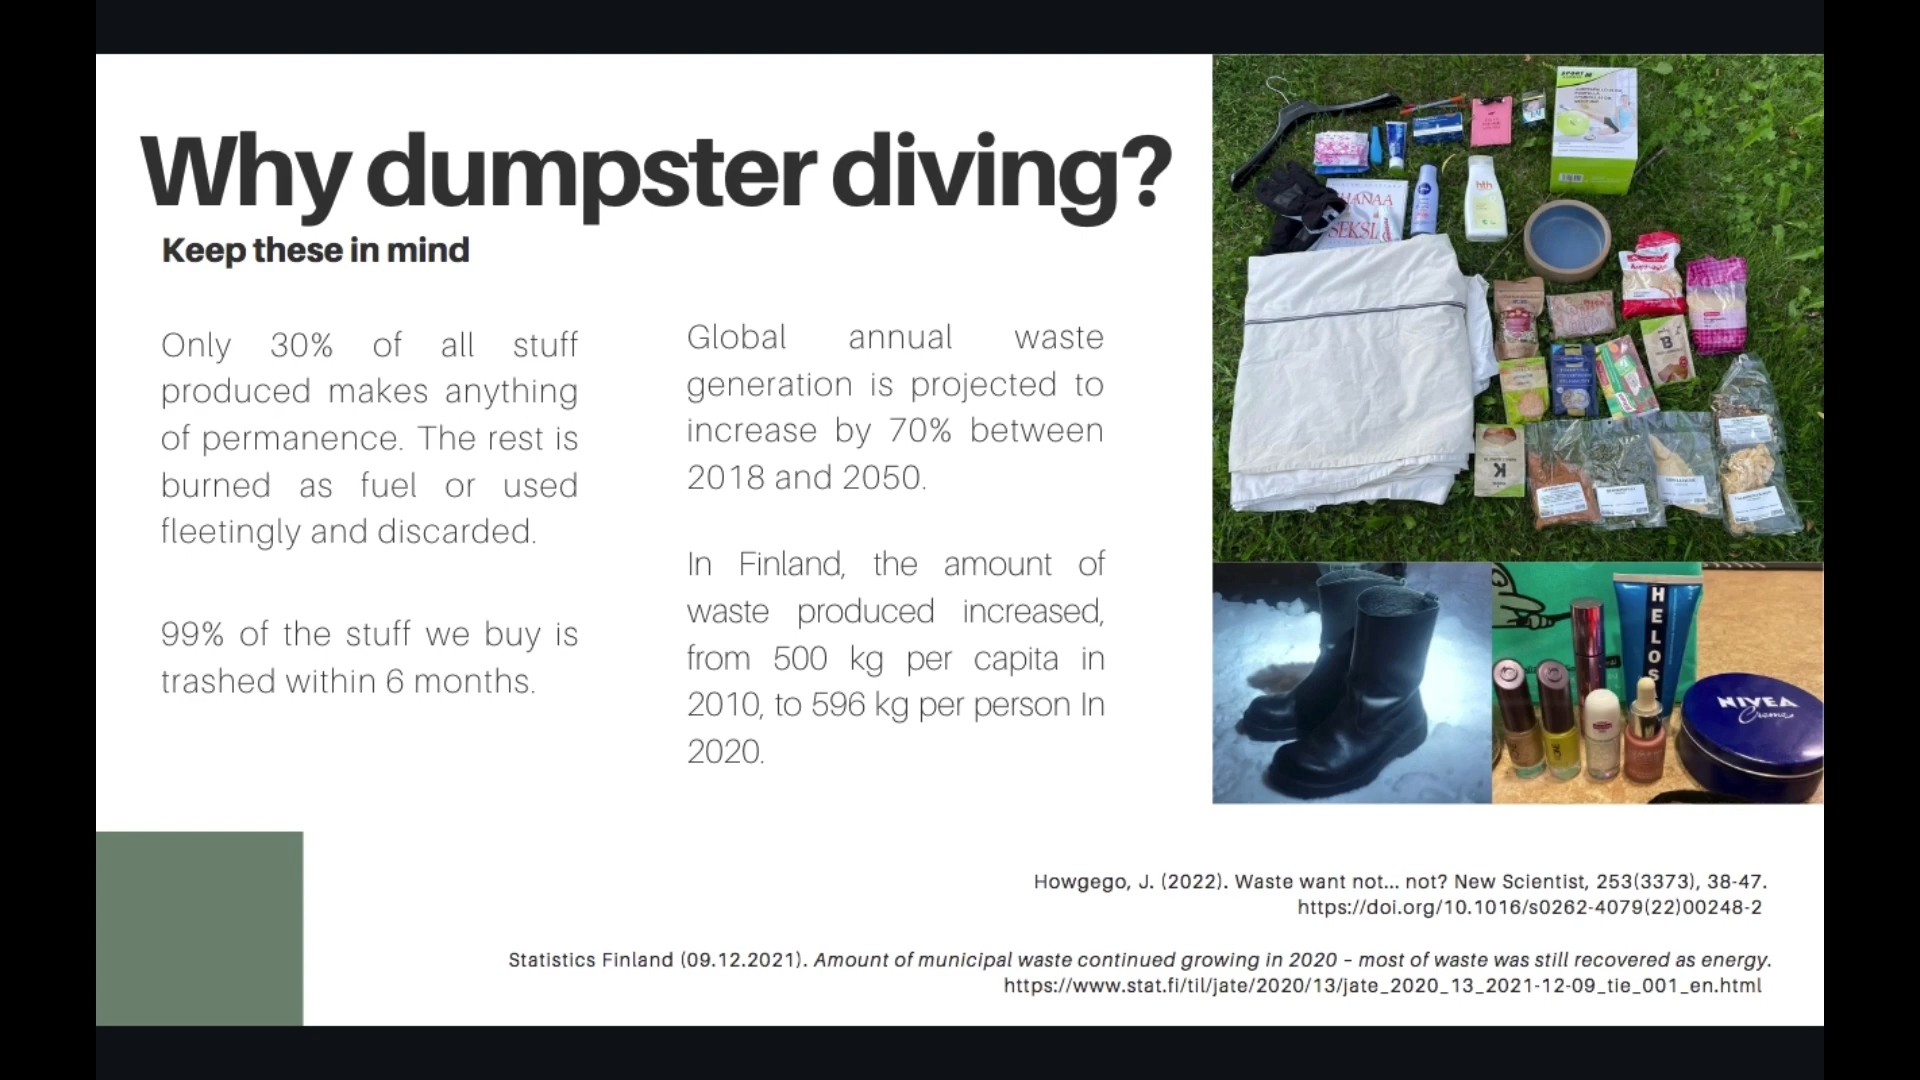 Why dumpster diving?
Keep these in mind
Only 30% of all stuff
produced makes anything
of permanence. The rest is
burned as fuel or used
fleetingly and discarded.
99% of the stuff we buy is
trashed within 6 months.
Global annual waste
generation is projected to
increase by 70% between
2018 and 2050.
In Finland, the amount of
waste produced increased,
from 500 kg per capita in
2010, to 596 kg per person In
2020.
hth
HANAA
SEKSI
B
K
HELOS
NIVEA
Creme
Howgego, J. (2022). Waste want not... not? New Scientist, 253(3373), 38-47.
https://doi.org/10.1016/s0262-4079(22)00248-2
Statistics Finland (09.12.2021). Amount of municipal waste continued growing in 2020 – most of waste was still recovered as energy.
https://www.stat.fi/til/jate/2020/13/jate_2020_13_2021-12-09_tie_001_en.html